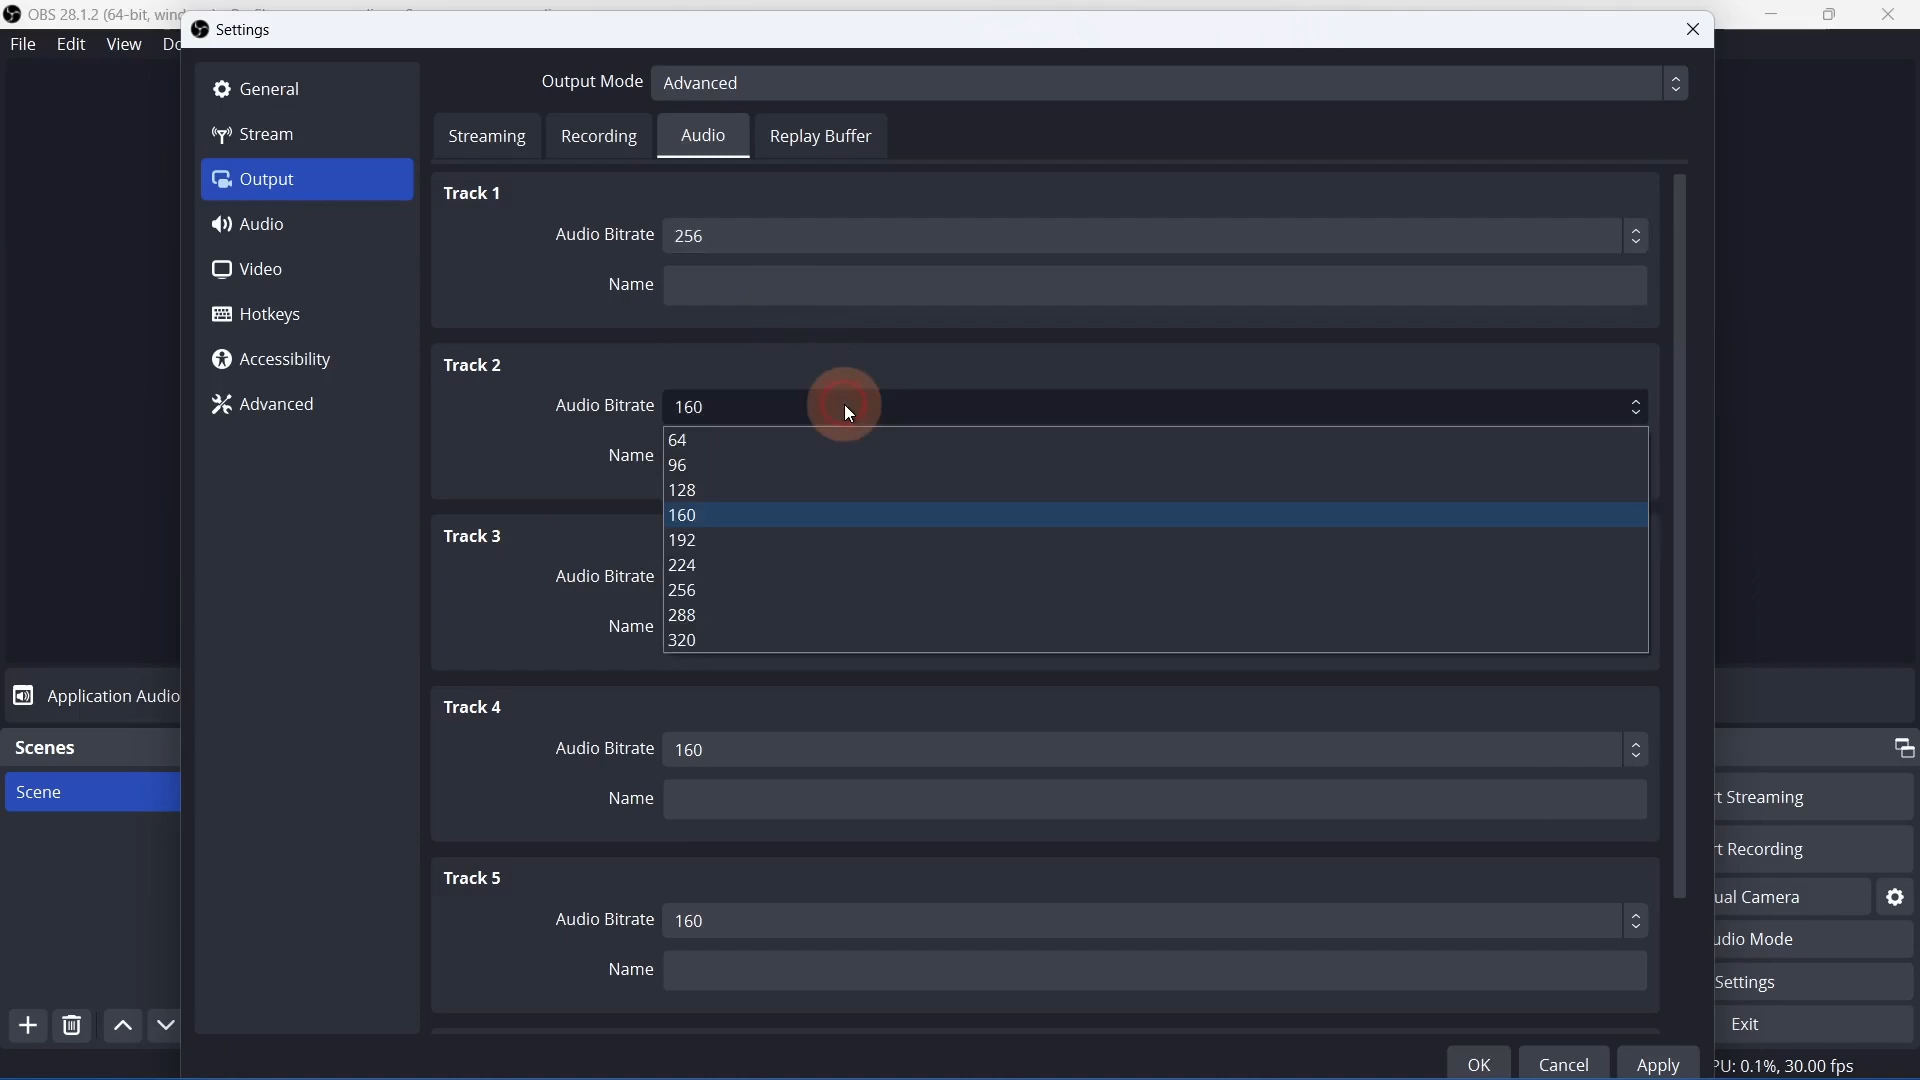 OBS 28.1.2 (64-bit,
Settings
File Edit View
General
Stream
Output
Audio
Video
Hotkeys
Accessibility
Advanced
Output Mode Advanced
Streaming Recording Audio Replay Buffer
Track 1
Audio Bitrate 256
Name
Track 2
Audio Bitrate 160
Name
64
96
128
160
192
224
256
288
320
Track 3
Audio Bitrate
Name
Track 4
Audio Bitrate 160
Name
Track 5
Audio Bitrate 160
Name
OK Cancel Apply
Application Audio
Scenes
Scene
rt Streaming
rt Recording
ual Camera
udio Mode
Settings
Exit
PU: 0.1%, 30.00 fps